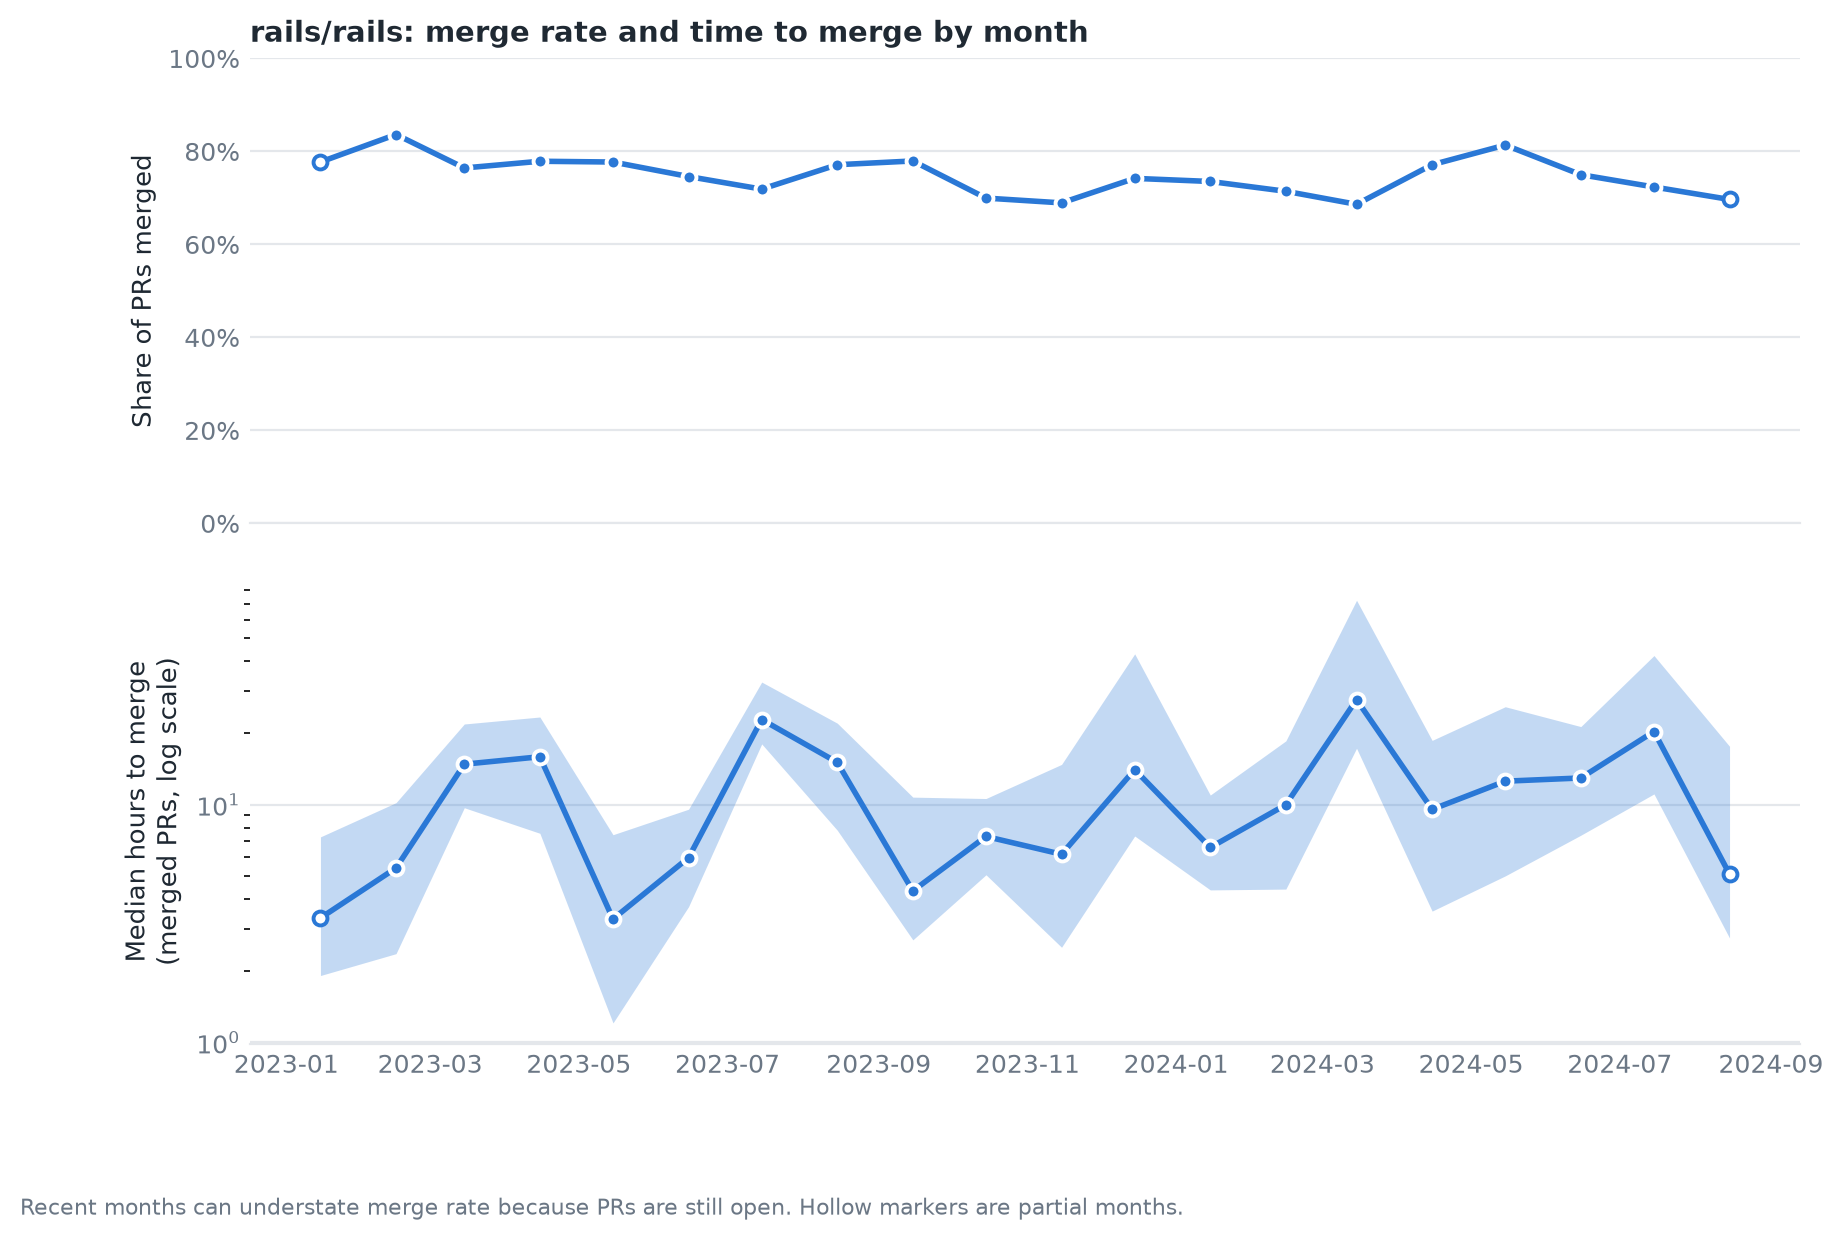 rails/rails: merge rate and time to merge by month
100%
80%
60%
40%
20%
0%
Share of PRs merged
10¹
10⁰
Median hours to merge
(merged PRs, log scale)
2023-01 2023-03 2023-05 2023-07 2023-09 2023-11 2024-01 2024-03 2024-05 2024-07 2024-09
Recent months can understate merge rate because PRs are still open. Hollow markers are partial months.